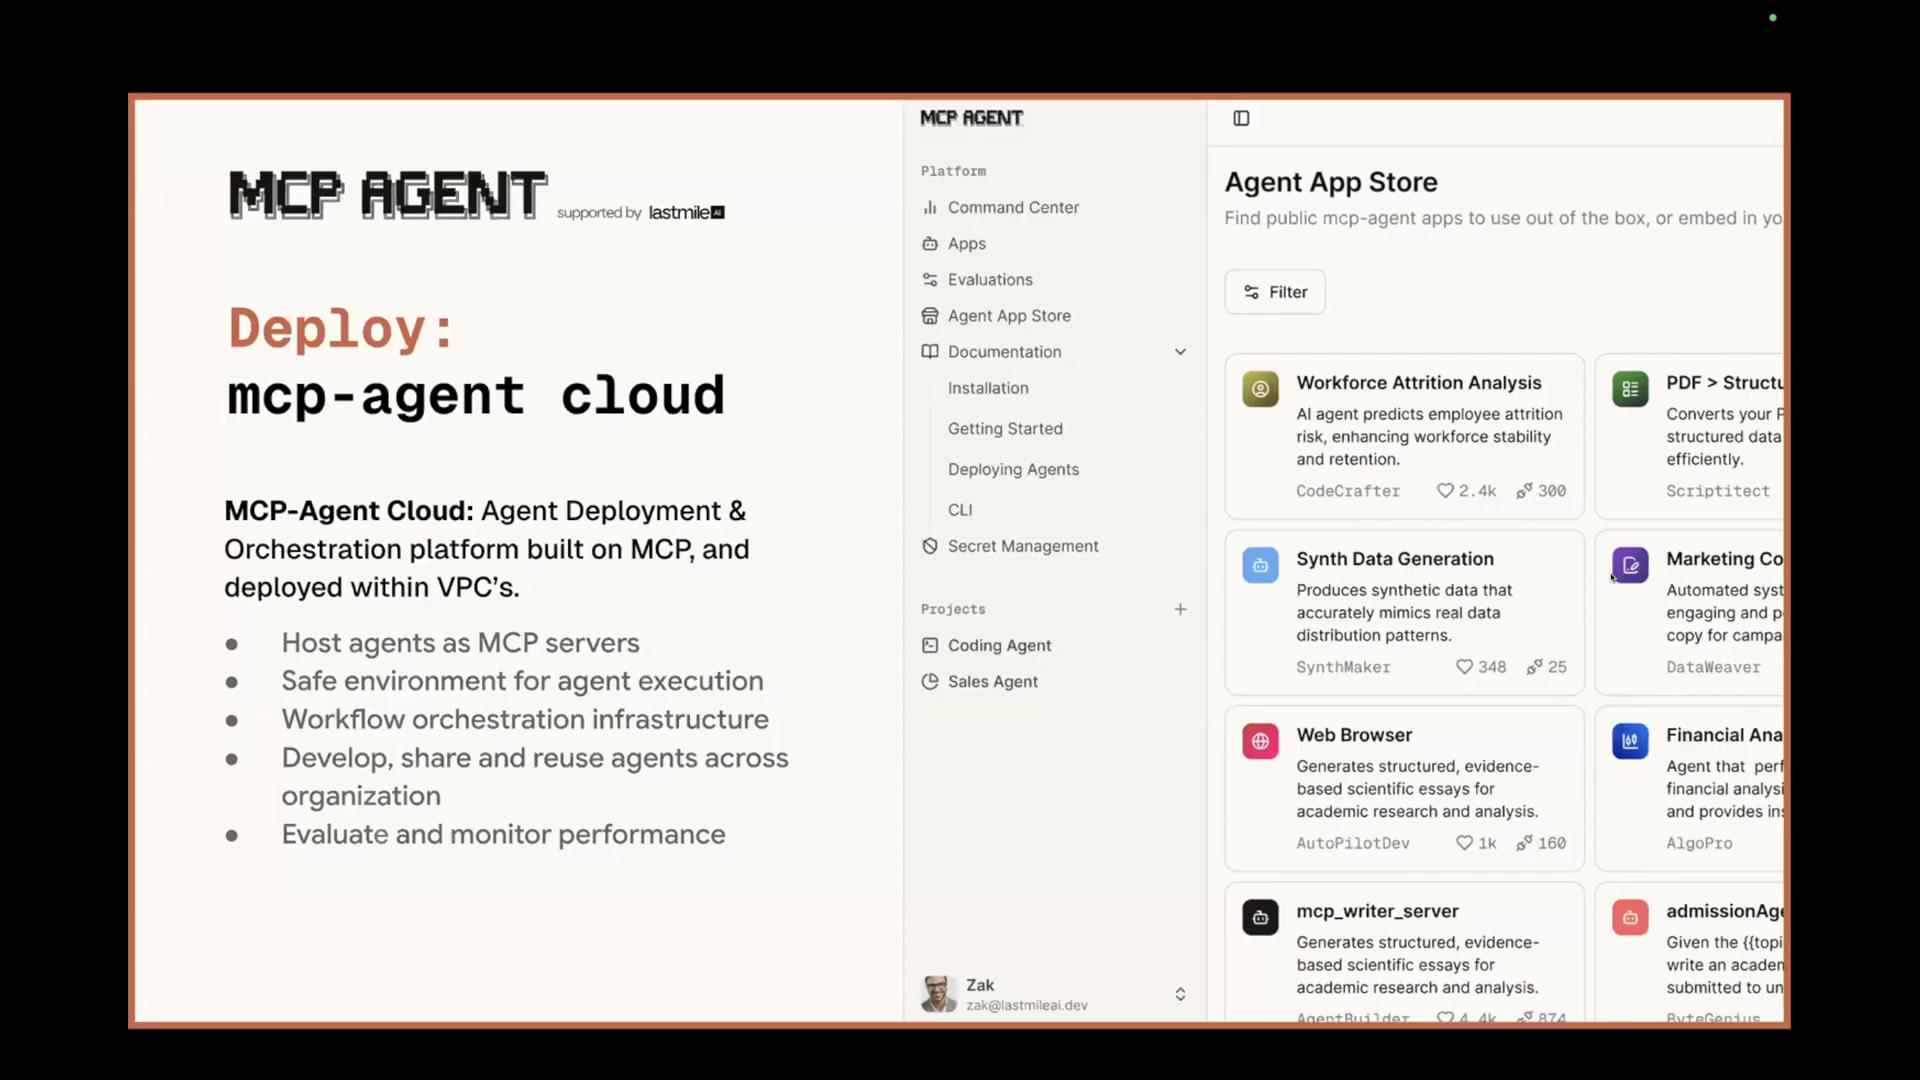 MCP AGENT
supported by lastmile AI
Deploy:
mcp-agent cloud
MCP-Agent Cloud: Agent Deployment &
Orchestration platform built on MCP, and
deployed within VPC's.
● Host agents as MCP servers
● Safe environment for agent execution
● Workflow orchestration infrastructure
● Develop, share and reuse agents across
organization
● Evaluate and monitor performance
MCP AGENT
Platform
Command Center
Apps
Evaluations
Agent App Store
Documentation
Installation
Getting Started
Deploying Agents
CLI
Secret Management
Projects +
Coding Agent
Sales Agent
Zak
zak@lastmileai.dev
Agent App Store
Find public mcp-agent apps to use out of the box, or embed in yo
Filter
Workforce Attrition Analysis
AI agent predicts employee attrition
risk, enhancing workforce stability
and retention.
CodeCrafter 2.4k 300
PDF > Structu
Converts your P
structured data
efficiently.
Scriptitect
Synth Data Generation
Produces synthetic data that
accurately mimics real data
distribution patterns.
SynthMaker 348 25
Marketing Co
Automated syst
engaging and p
copy for campa
DataWeaver
Web Browser
Generates structured, evidence-
based scientific essays for
academic research and analysis.
AutoPilotDev 1k 160
Financial Ana
Agent that perf
financial analysi
and provides ins
AlgoPro
mcp_writer_server
Generates structured, evidence-
based scientific essays for
academic research and analysis.
AgentBuilder 4.4k 874
admissionAge
Given the {{topi
write an academ
submitted to un
ByteGenius